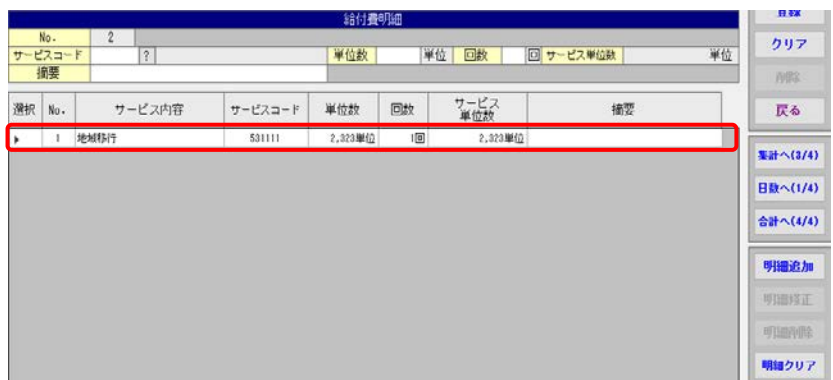 給付費明細
登録
No. 2
クリア
サービスコード ? 単位数 単位 回数 回 サービス単位数 単位
摘要
削除
選択 No. サービス内容 サービスコード 単位数 回数 サービス単位数 摘要
戻る
1 地域移行 531111 2,323単位 1回 2,323単位
集計へ(3/4)
日数へ(1/4)
合計へ(4/4)
明細追加
明細修正
明細削除
明細クリア